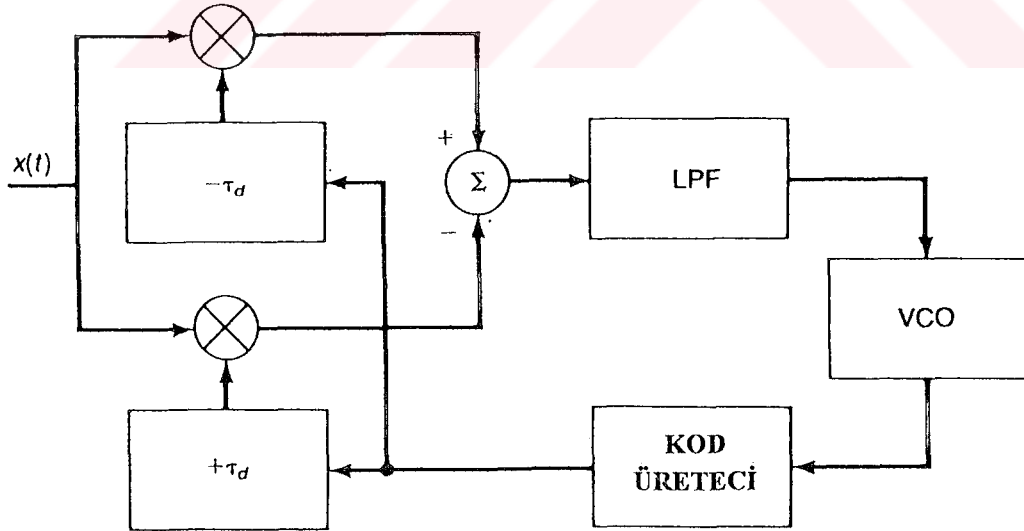 x(t)
−τd
+
Σ
−
LPF
VCO
+τd
KOD
ÜRETECİ